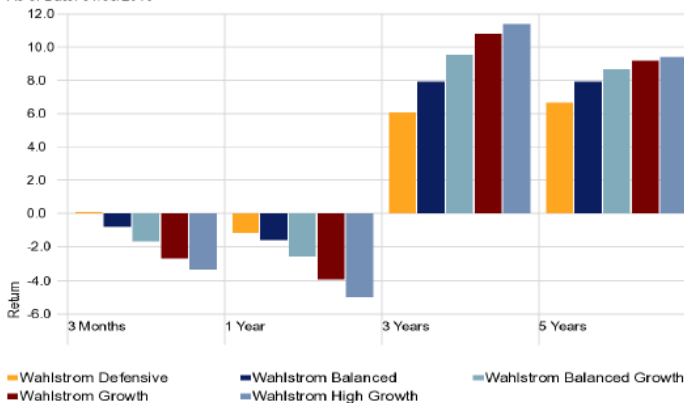 12.0
10.0
8.0
6.0
4.0
2.0
0.0
-2.0
-4.0
-6.0
Return
3 Months 1 Year 3 Years 5 Years
Wahlstrom Defensive Wahlstrom Balanced Wahlstrom Balanced Growth
Wahlstrom Growth Wahlstrom High Growth